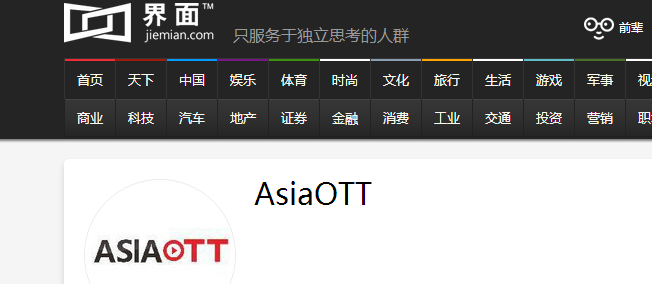 界面™
jiemian.com
只服务于独立思考的人群
前辈
首页 天下 中国 娱乐 体育 时尚 文化 旅行 生活 游戏 军事 视
商业 科技 汽车 地产 证券 金融 消费 工业 交通 投资 营销 职
AsiaOTT
ASIAOTT